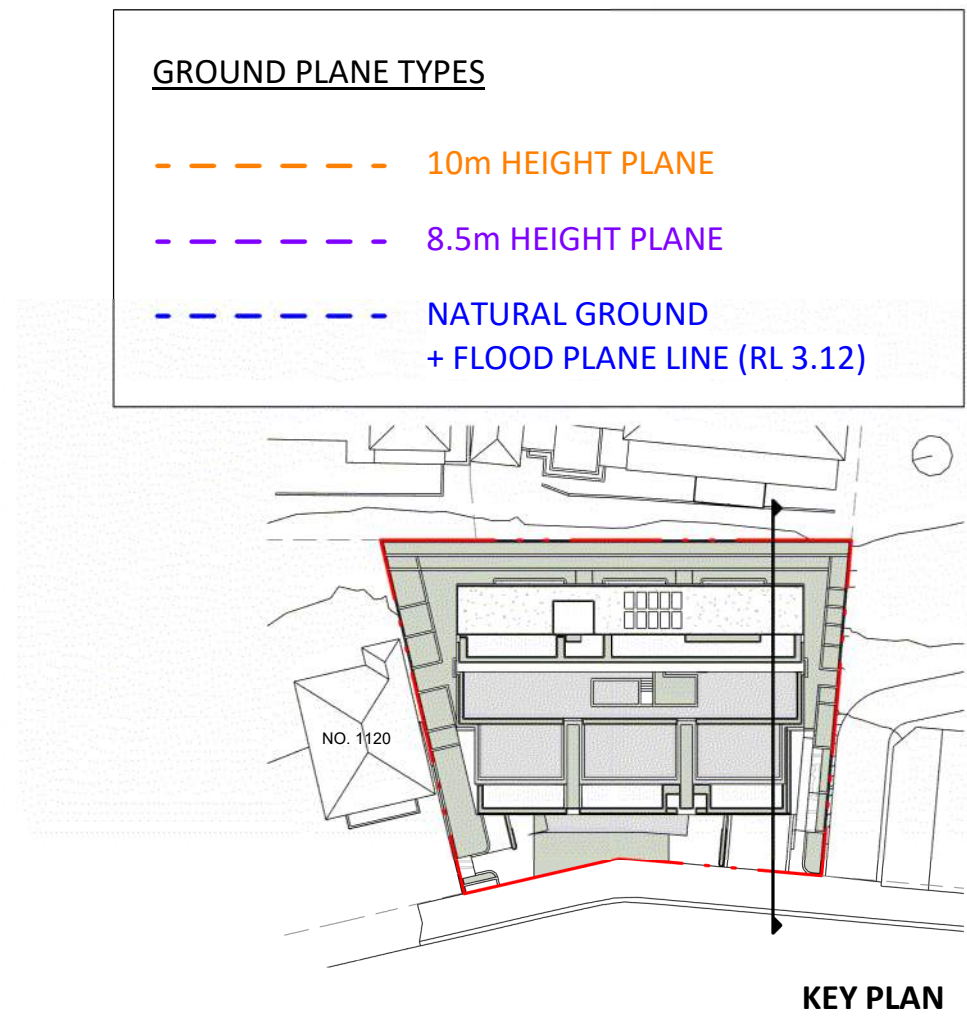 GROUND PLANE TYPES
10m HEIGHT PLANE
8.5m HEIGHT PLANE
NATURAL GROUND
+ FLOOD PLANE LINE (RL 3.12)
NO. 1120
KEY PLAN